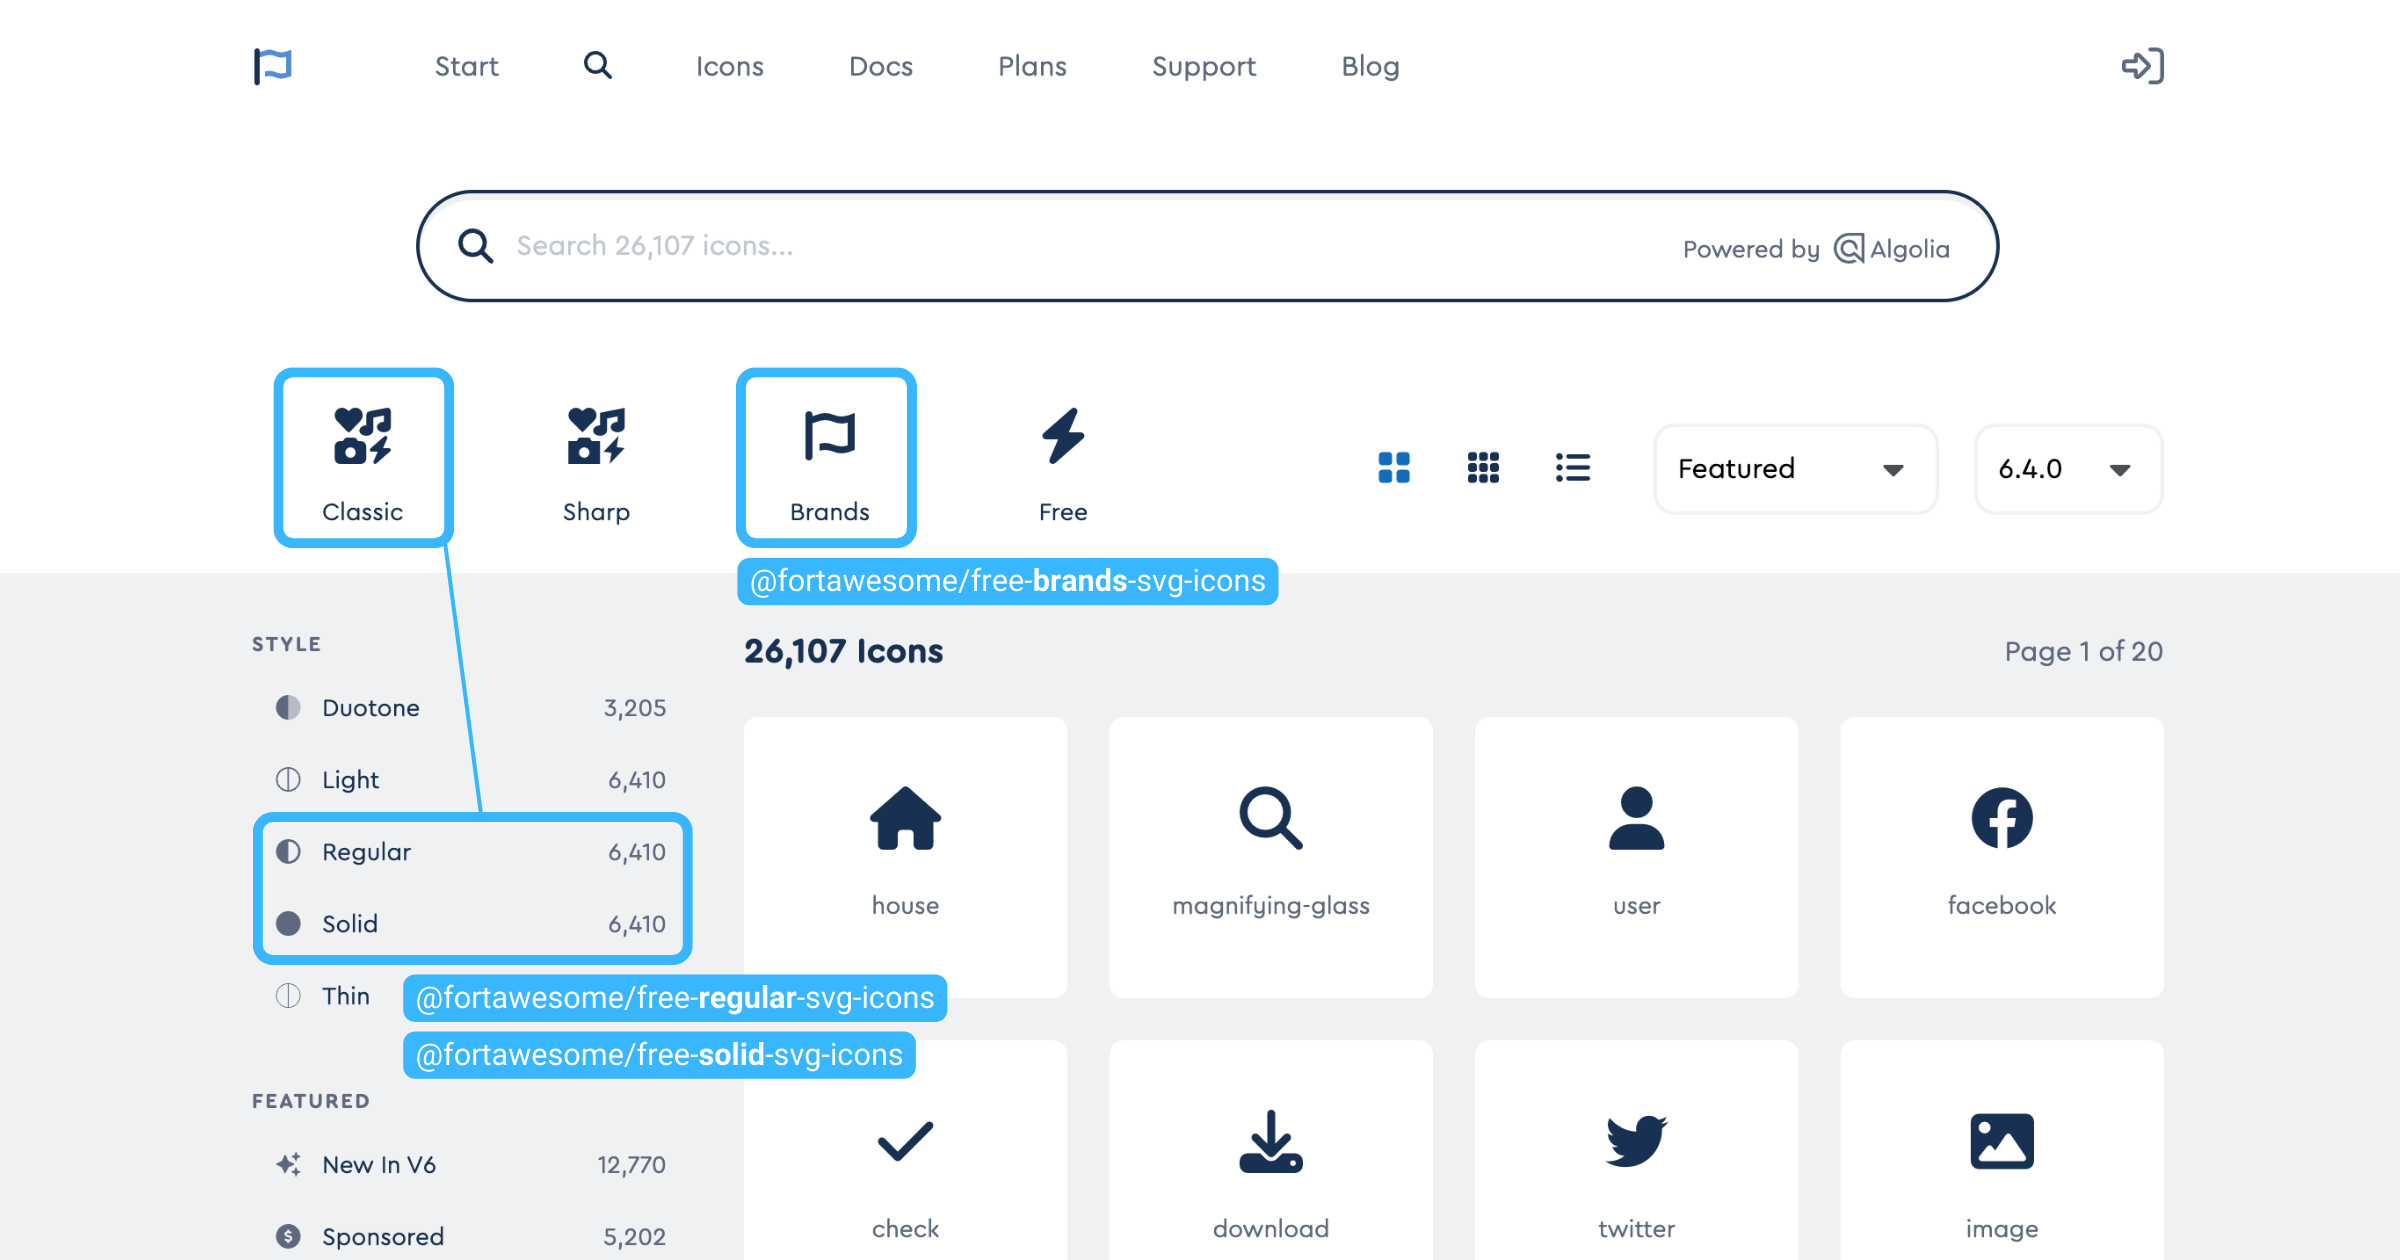 Start Icons Docs Plans Support Blog
Search 26,107 icons...
Powered by Algolia
Classic Sharp Brands Free
Featured
6.4.0
@fortawesome/free-brands-svg-icons
STYLE
Duotone 3,205
Light 6,410
Regular 6,410
Solid 6,410
Thin
@fortawesome/free-regular-svg-icons
@fortawesome/free-solid-svg-icons
FEATURED
New In V6 12,770
Sponsored 5,202
26,107 Icons
Page 1 of 20
house magnifying-glass user facebook
check download twitter image